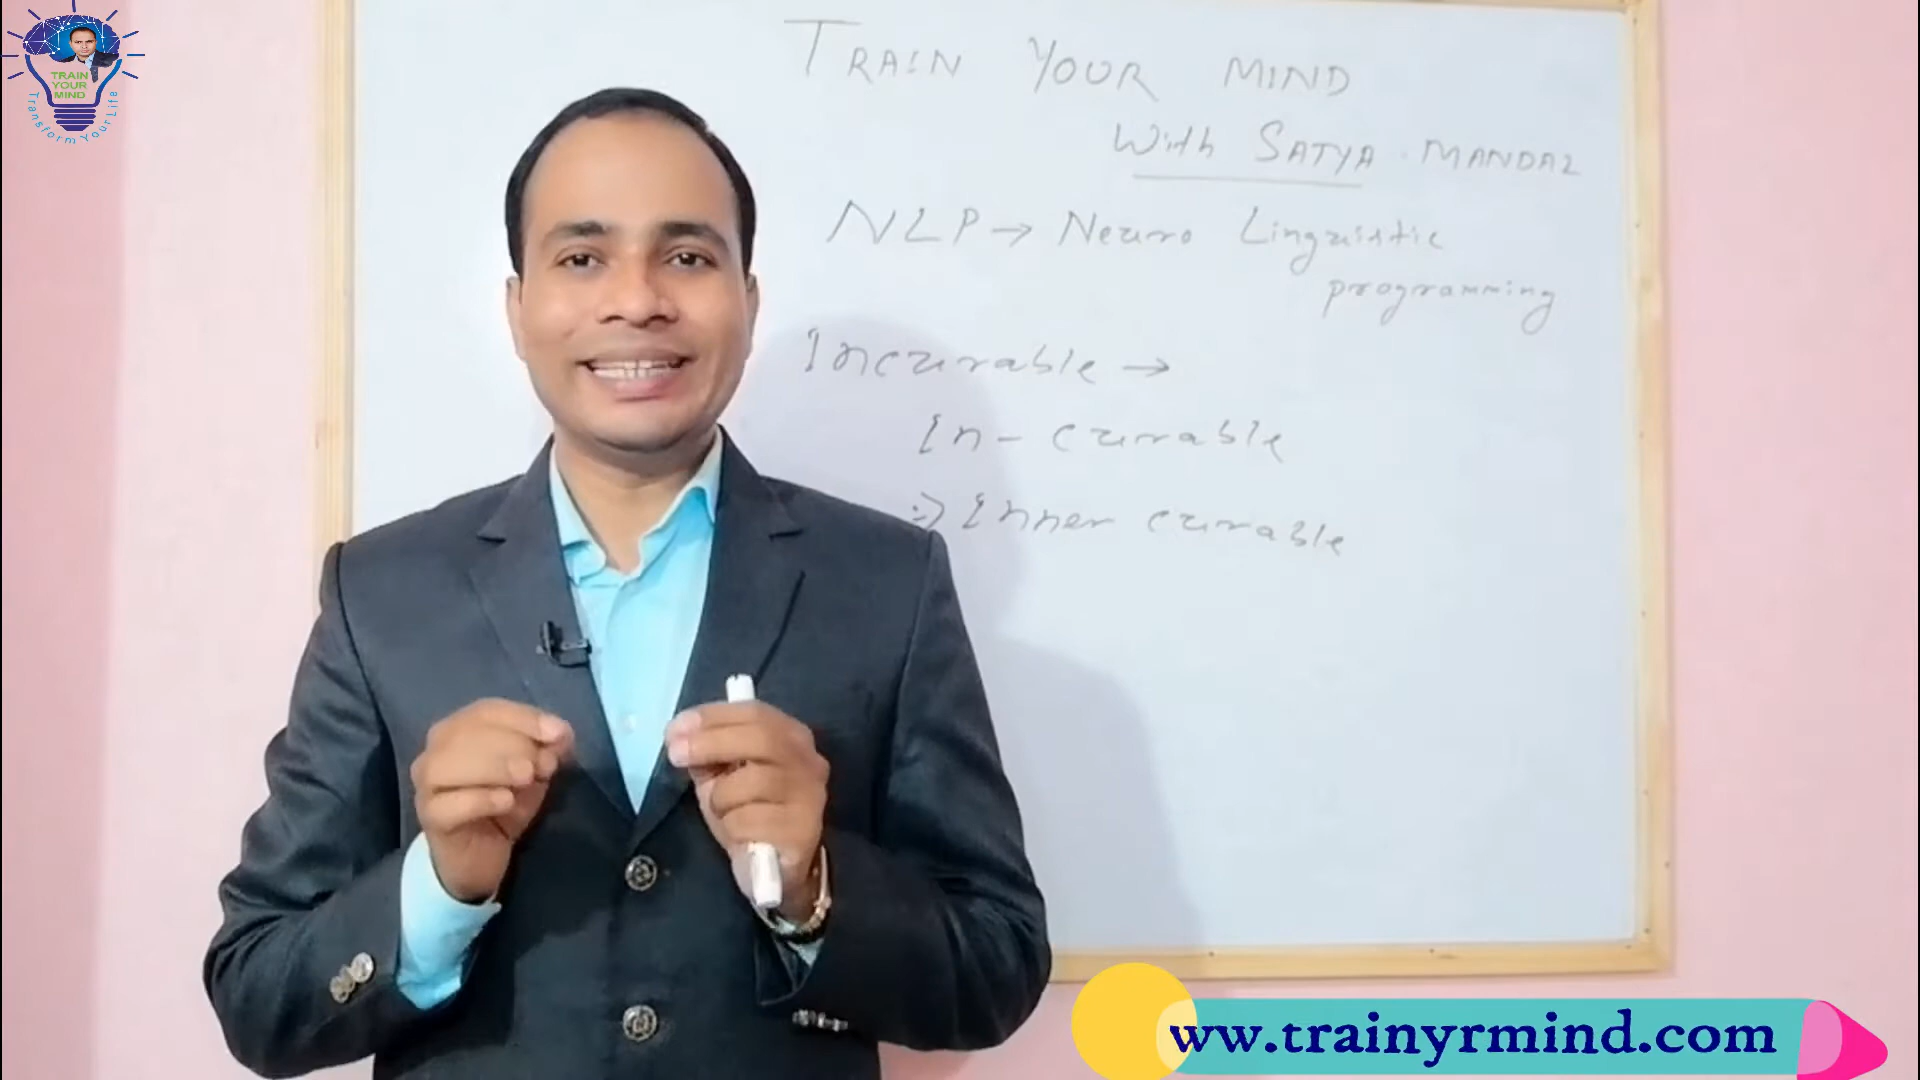 TRAIN
YOUR
MIND
Transform Your Life
TRAIN YOUR MIND
With SATYA MANDAL
NLP → Neuro Linguistic
programming
Incurable →
In-curable
⇒ Inner curable
www.trainyrmind.com